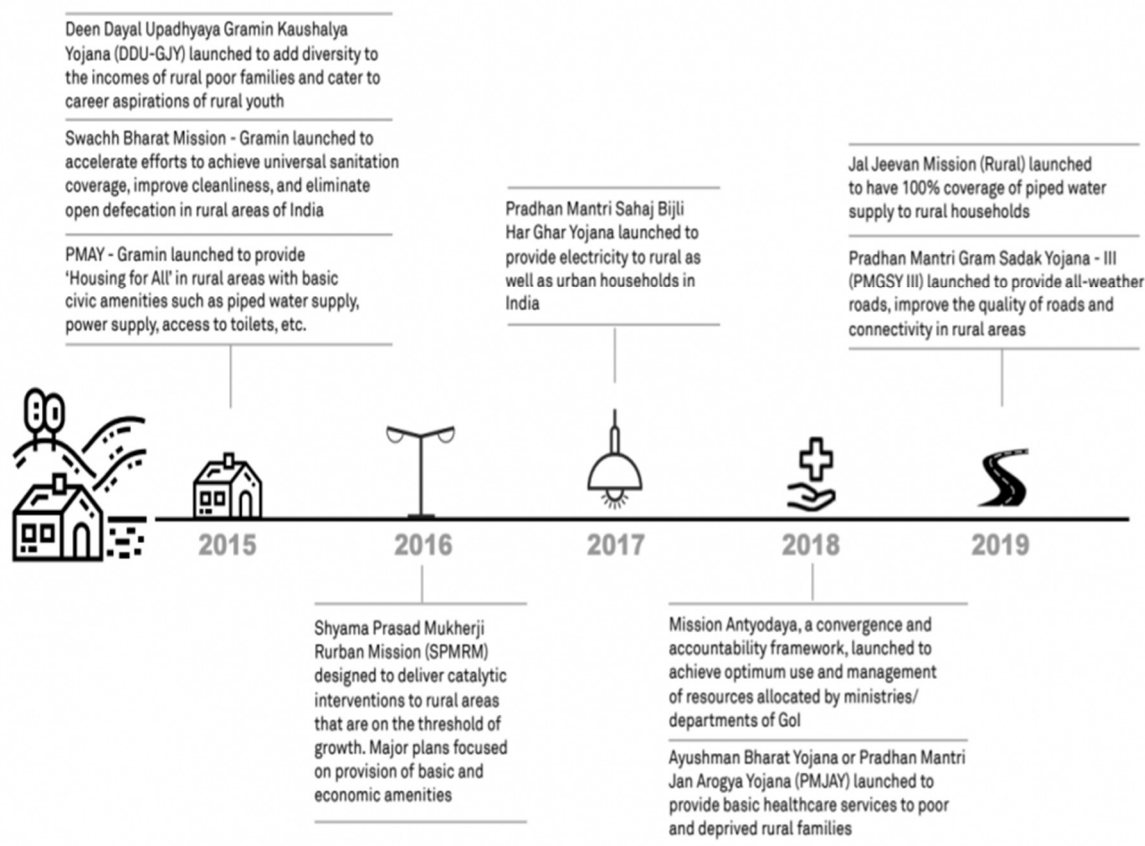 Deen Dayal Upadhyaya Gramin Kaushalya
Yojana (DDU-GJY) launched to add diversity to
the incomes of rural poor families and cater to
career aspirations of rural youth
Swachh Bharat Mission - Gramin launched to
accelerate efforts to achieve universal sanitation
coverage, improve cleanliness, and eliminate
open defecation in rural areas of India
PMAY - Gramin launched to provide
‘Housing for All’ in rural areas with basic
civic amenities such as piped water supply,
power supply, access to toilets, etc.
Pradhan Mantri Sahaj Bijli
Har Ghar Yojana launched to
provide electricity to rural as
well as urban households in
India
Jal Jeevan Mission (Rural) launched
to have 100% coverage of piped water
supply to rural households
Pradhan Mantri Gram Sadak Yojana - III
(PMGSY III) launched to provide all-weather
roads, improve the quality of roads and
connectivity in rural areas
2015 2016 2017 2018 2019
Shyama Prasad Mukherji
Rurban Mission (SPMRM)
designed to deliver catalytic
interventions to rural areas
that are on the threshold of
growth. Major plans focused
on provision of basic and
economic amenities
Mission Antyodaya, a convergence and
accountability framework, launched to
achieve optimum use and management
of resources allocated by ministries/
departments of GoI
Ayushman Bharat Yojana or Pradhan Mantri
Jan Arogya Yojana (PMJAY) launched to
provide basic healthcare services to poor
and deprived rural families